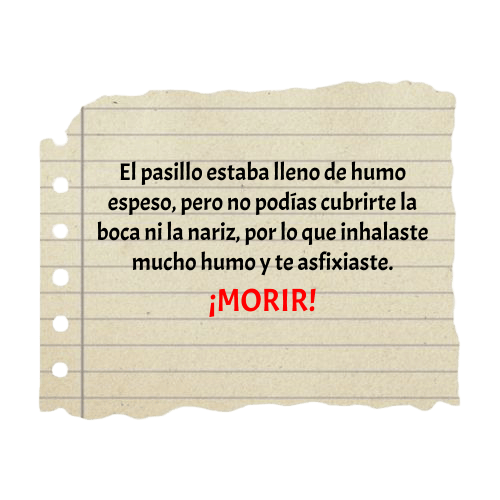 El pasillo estaba lleno de humo
espeso, pero no podías cubrirte la
boca ni la nariz, por lo que inhalaste
mucho humo y te asfixiaste.
¡MORIR!